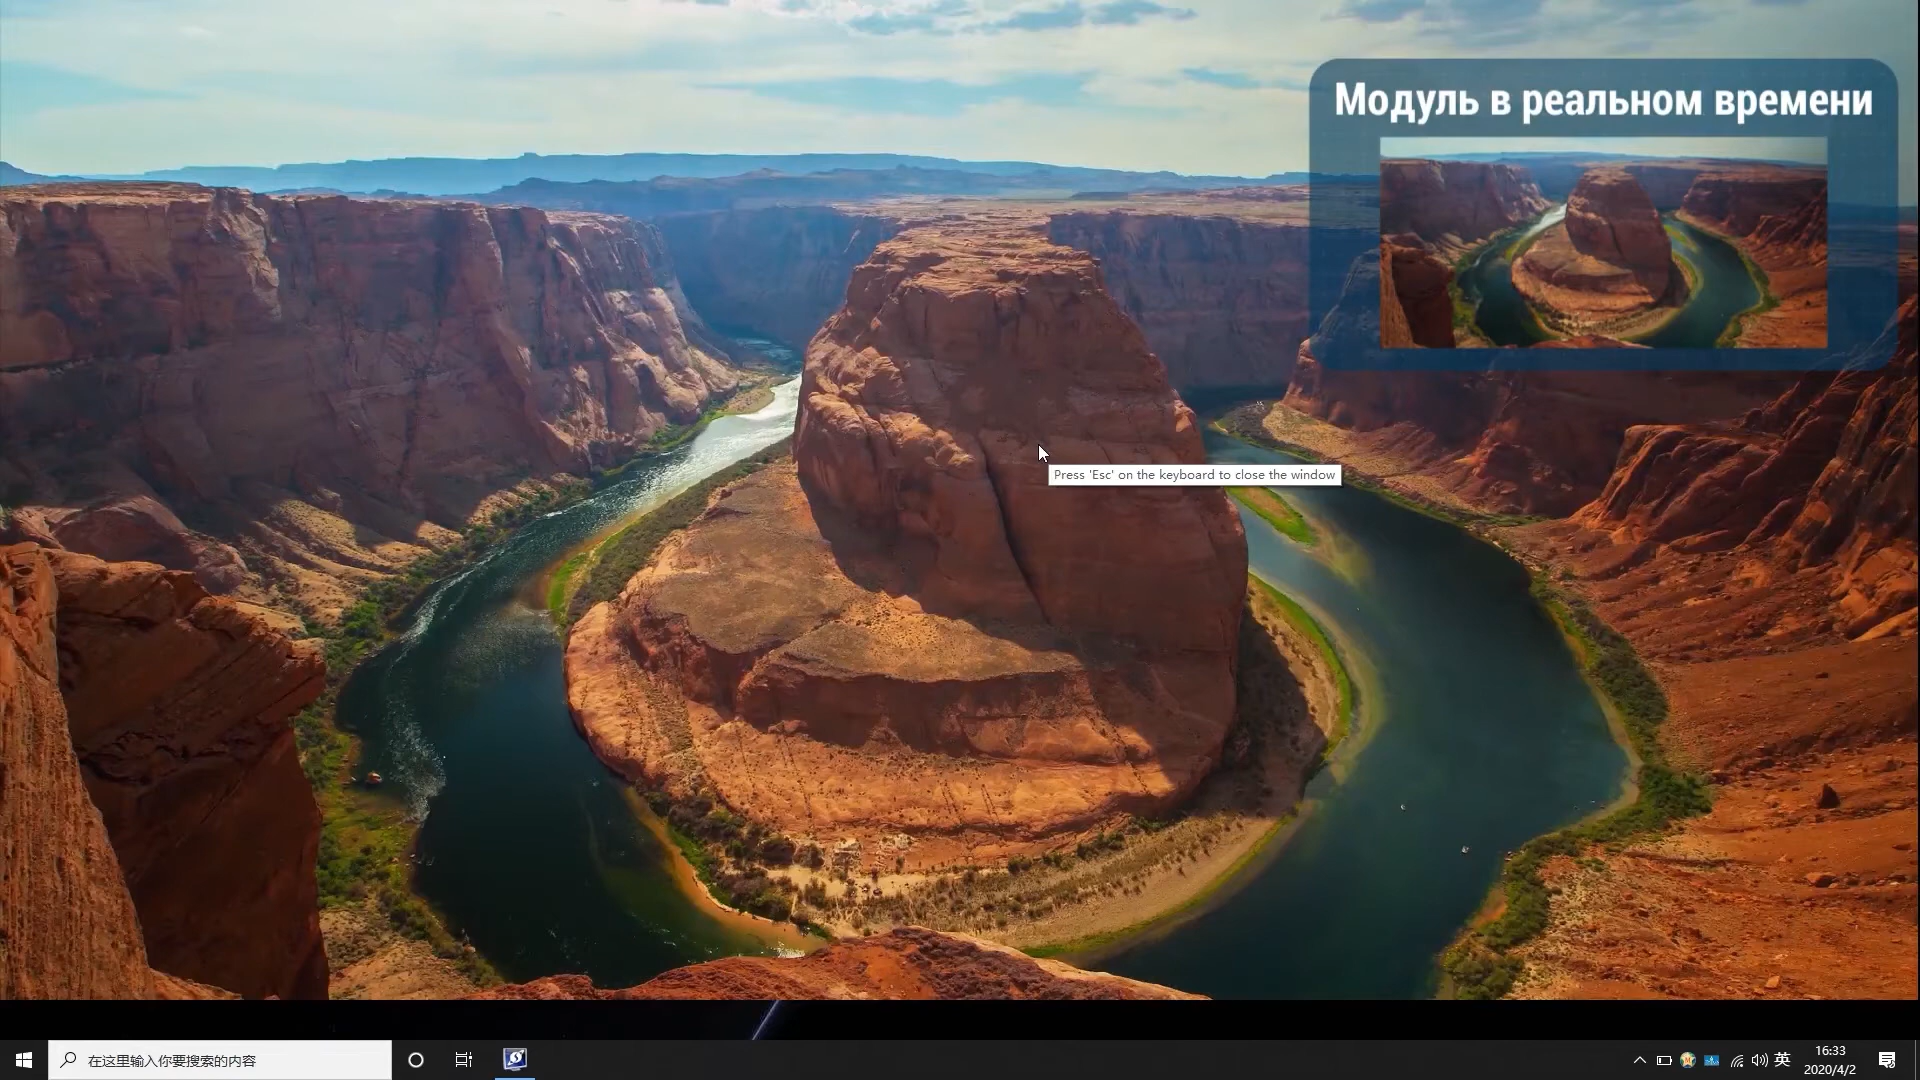 Модуль в реальном времени
Press 'Esc' on the keyboard to close the window
在这里输入你要搜索的内容
英
16:33
2020/4/2